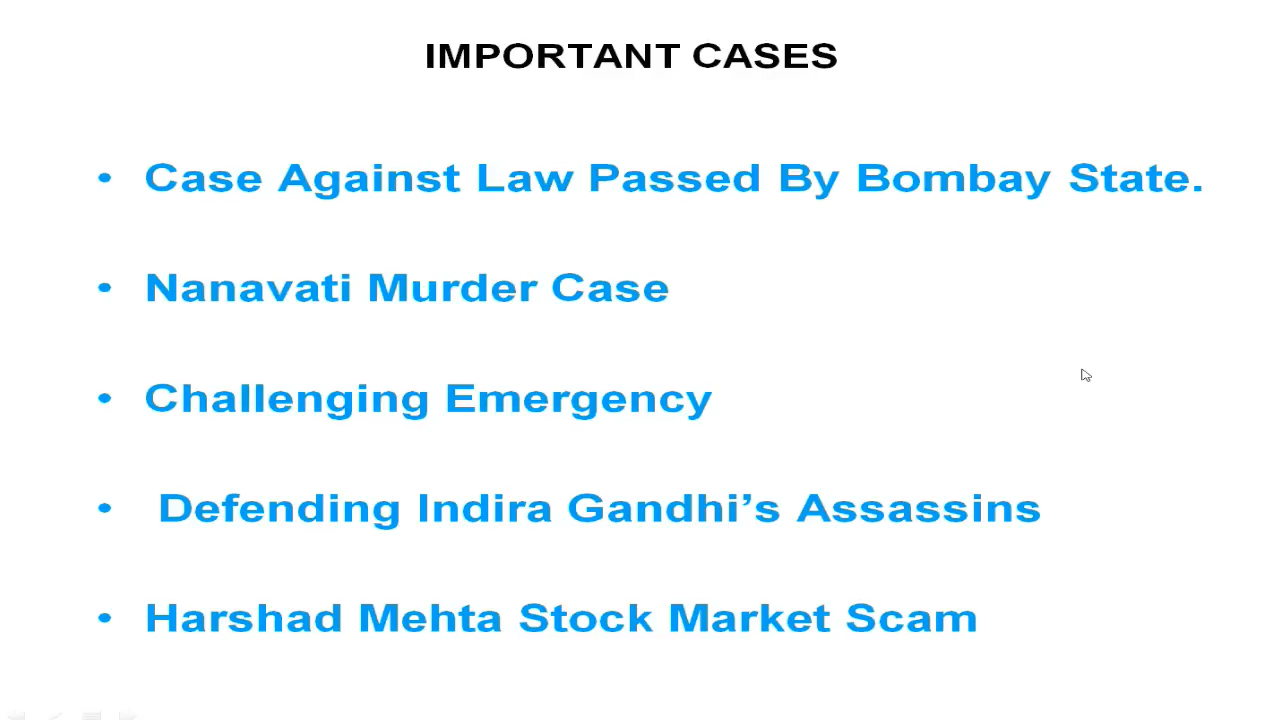 IMPORTANT CASES
• Case Against Law Passed By Bombay State.
• Nanavati Murder Case
• Challenging Emergency
• Defending Indira Gandhi’s Assassins
• Harshad Mehta Stock Market Scam